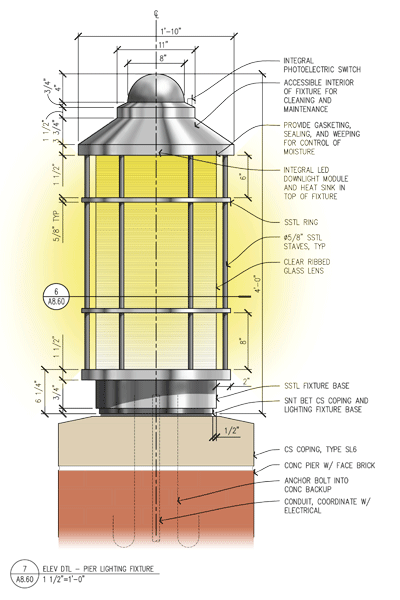 ℄
1'-10"
11"
8"
3/4"
4"
1 1/2"
1 3/4"
1 1/2"
5/8" TYP
6
A8.60
1 1/2"
6 1/4"
3/4"
6"
4'-0"
8"
2"
1/2"
INTEGRAL
PHOTOELECTRIC SWITCH
ACCESSIBLE INTERIOR
OF FIXTURE FOR
CLEANING AND
MAINTENANCE
PROVIDE GASKETING,
SEALING, AND WEEPING
FOR CONTROL OF
MOISTURE
INTEGRAL LED
DOWNLIGHT MODULE
AND HEAT SINK IN
TOP OF FIXTURE
SSTL RING
ø5/8" SSTL
STAVES, TYP
CLEAR RIBBED
GLASS LENS
SSTL FIXTURE BASE
SNT BET CS COPING AND
LIGHTING FIXTURE BASE
CS COPING, TYPE SL6
CONC PIER W/ FACE BRICK
ANCHOR BOLT INTO
CONC BACKUP
CONDUIT, COORDINATE W/
ELECTRICAL
7
A8.60
ELEV DTL - PIER LIGHTING FIXTURE
1 1/2"=1'-0"